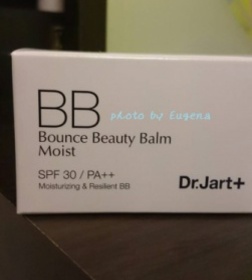 BB
photo by Eugena
Bounce Beauty Balm
Moist
SPF 30 / PA++
Moisturizing & Resilient BB
Dr.Jart+